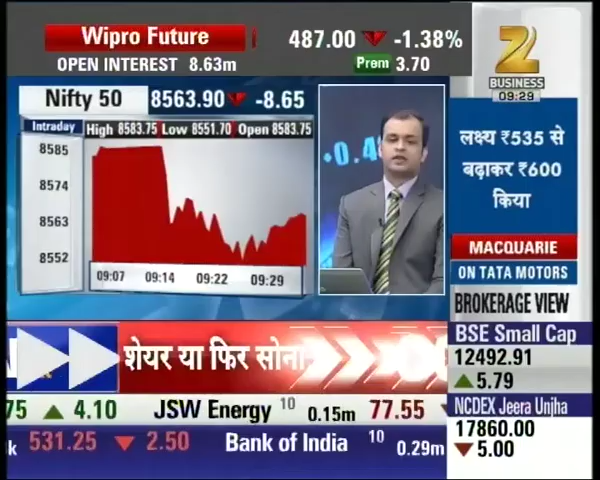 Wipro Future
487.00 -1.38%
OPEN INTEREST 8.63m
Prem 3.70
Z
BUSINESS
09:29
Nifty 50 8563.90 -8.65
Intraday High 8583.75 Low 8551.70 Open 8583.75
8585
8574
8563
8552
09:07 09:14 09:22 09:29
लक्ष्य ₹535 से
बढ़ाकर ₹600
किया
MACQUARIE
ON TATA MOTORS
BROKERAGE VIEW
शेयर या फिर सोना
BSE Small Cap
12492.91
5.79
75 4.10 JSW Energy 10 0.15m 77.55
NCDEX Jeera Unjha
17860.00
5.00
k 531.25 2.50 Bank of India 10 0.29m